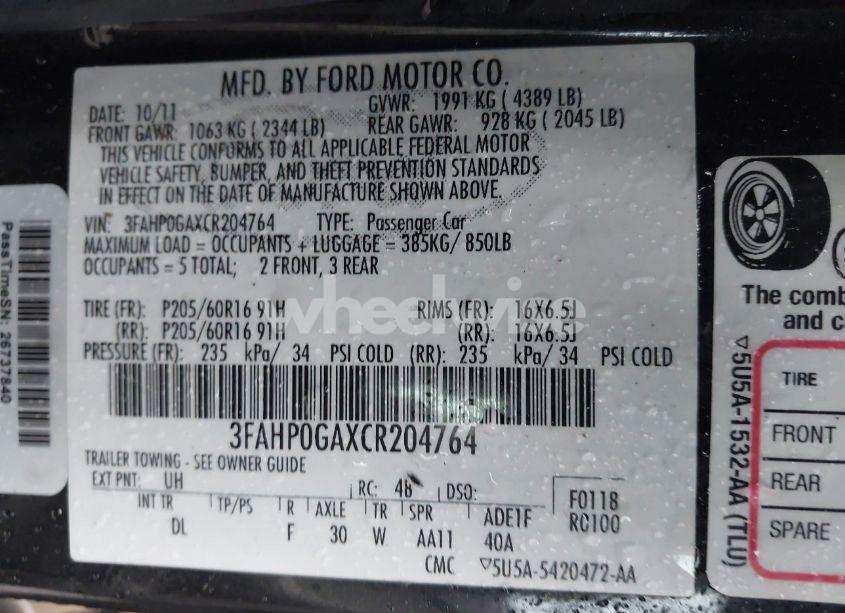 MFD. BY FORD MOTOR CO.
DATE: 10/11 GVWR: 1991 KG ( 4389 LB)
FRONT GAWR: 1063 KG ( 2344 LB) REAR GAWR: 928 KG ( 2045 LB)
THIS VEHICLE CONFORMS TO ALL APPLICABLE FEDERAL MOTOR
VEHICLE SAFETY, BUMPER, AND THEFT PREVENTION STANDARDS
IN EFFECT ON THE DATE OF MANUFACTURE SHOWN ABOVE.
VIN: 3FAHP0GAXCR204764 TYPE: Passenger Car
MAXIMUM LOAD = OCCUPANTS + LUGGAGE = 385KG/ 850LB
OCCUPANTS = 5 TOTAL; 2 FRONT, 3 REAR
TIRE (FR): P205/60R16 91H RIMS (FR): 16X6.5J
(RR): P205/60R16 91H (RR): 16X6.5J
PRESSURE (FR): 235 kPa/ 34 PSI COLD (RR): 235 kPa/ 34 PSI COLD
3FAHP0GAXCR204764
TRAILER TOWING - SEE OWNER GUIDE
EXT PNT: UH RC: 48 DSO: F0118
INT TR TP/PS R AXLE TR SPR ADE1F R0100
DL F 30 W AA11 40A
CMC ▽5U5A-5420472-AA
PassTimeSN: 26737840
The comb
and ca
TIRE
FRONT
REAR
SPARE
▽5U5A-1532-AA (TLU)
wheelwise